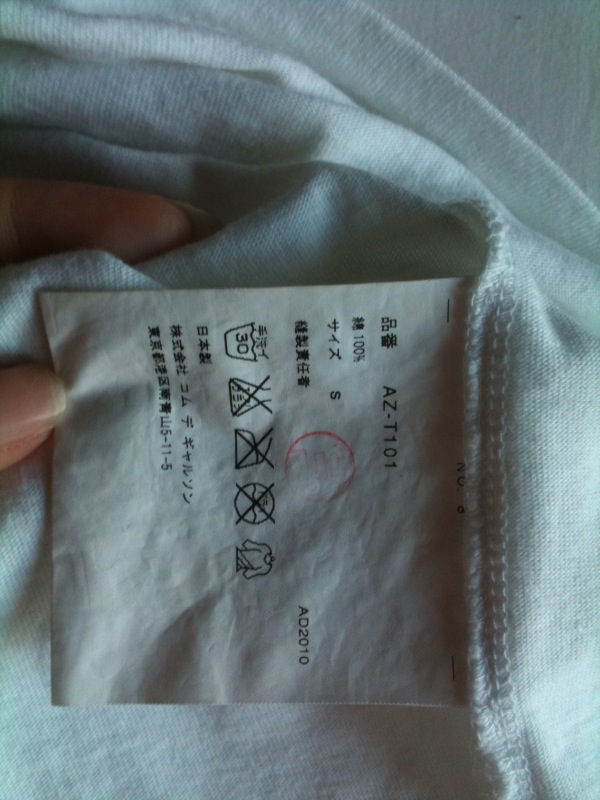 品番 AZ-T101
綿 100%
サイズ S
縫製責任者
AD2010
手洗イ
30
日本製
株式会社 コム デ ギャルソン
東京都港区南青山5-11-5